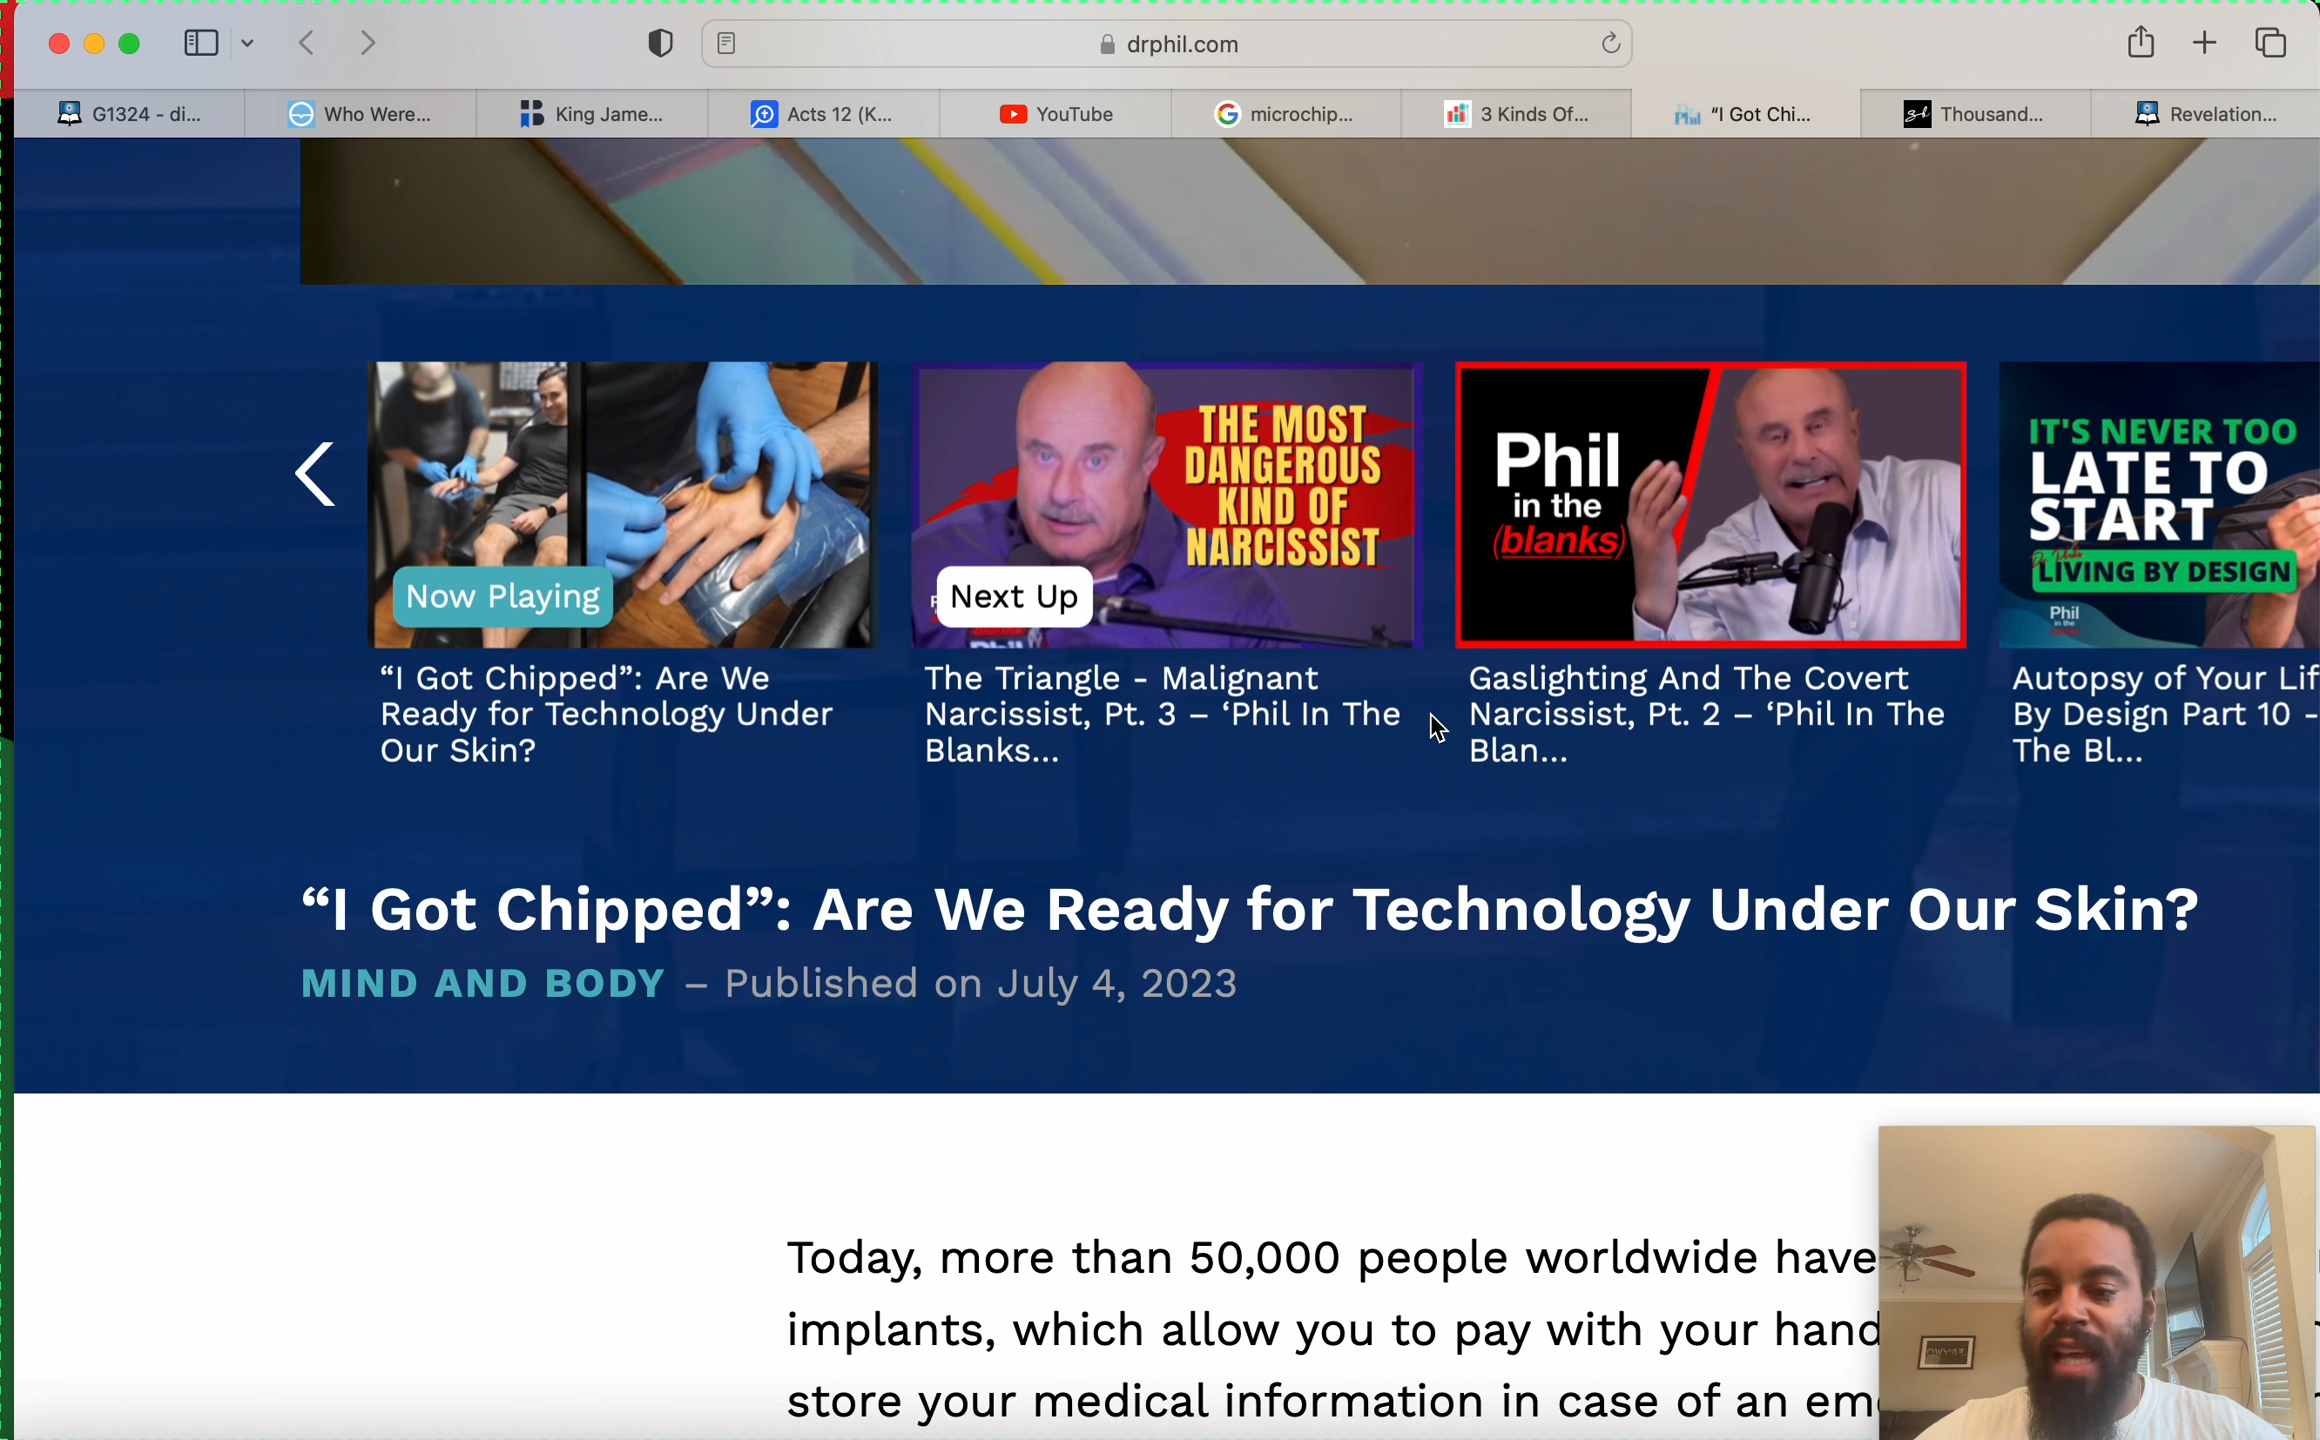 drphil.com
G1324 - di...
Who Were...
King Jame...
Acts 12 (K...
YouTube
microchip...
3 Kinds Of...
“I Got Chi...
Thousand...
Revelation...
THE MOST
DANGEROUS
KIND OF
NARCISSIST
Phil
in the
(blanks)
IT'S NEVER TOO
LATE TO
START
LIVING BY DESIGN
Phil
in the
Now Playing
Next Up
“I Got Chipped”: Are We
Ready for Technology Under
Our Skin?
The Triangle - Malignant
Narcissist, Pt. 3 – ‘Phil In The
Blanks...
Gaslighting And The Covert
Narcissist, Pt. 2 – ‘Phil In The
Blan...
Autopsy of Your Lif
By Design Part 10 -
The Bl...
“I Got Chipped”: Are We Ready for Technology Under Our Skin?
MIND AND BODY – Published on July 4, 2023
Today, more than 50,000 people worldwide have
implants, which allow you to pay with your hand
store your medical information in case of an eme